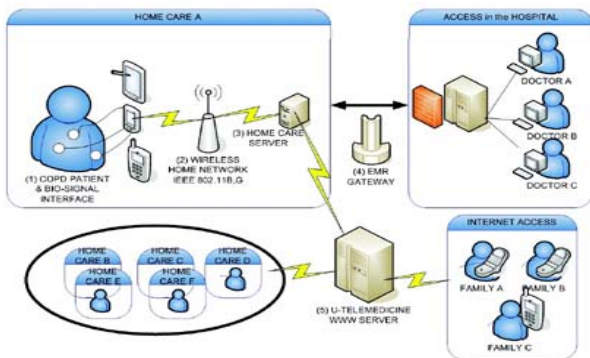 HOME CARE A
ACCESS in the HOSPITAL
DOCTOR A
DOCTOR B
DOCTOR C
(1) COPD PATIENT
& BIO-SIGNAL
INTERFACE
(2) WIRELESS
HOME NETWORK
IEEE 802.11B,G
(3) HOME CARE
SERVER
(4) EMR
GATEWAY
HOME
CARE B
HOME
CARE C
HOME
CARE D
HOME
CARE E
HOME
CARE F
(5) U-TELEMEDICINE
WWW SERVER
INTERNET ACCESS
FAMILY A
FAMILY B
FAMILY C